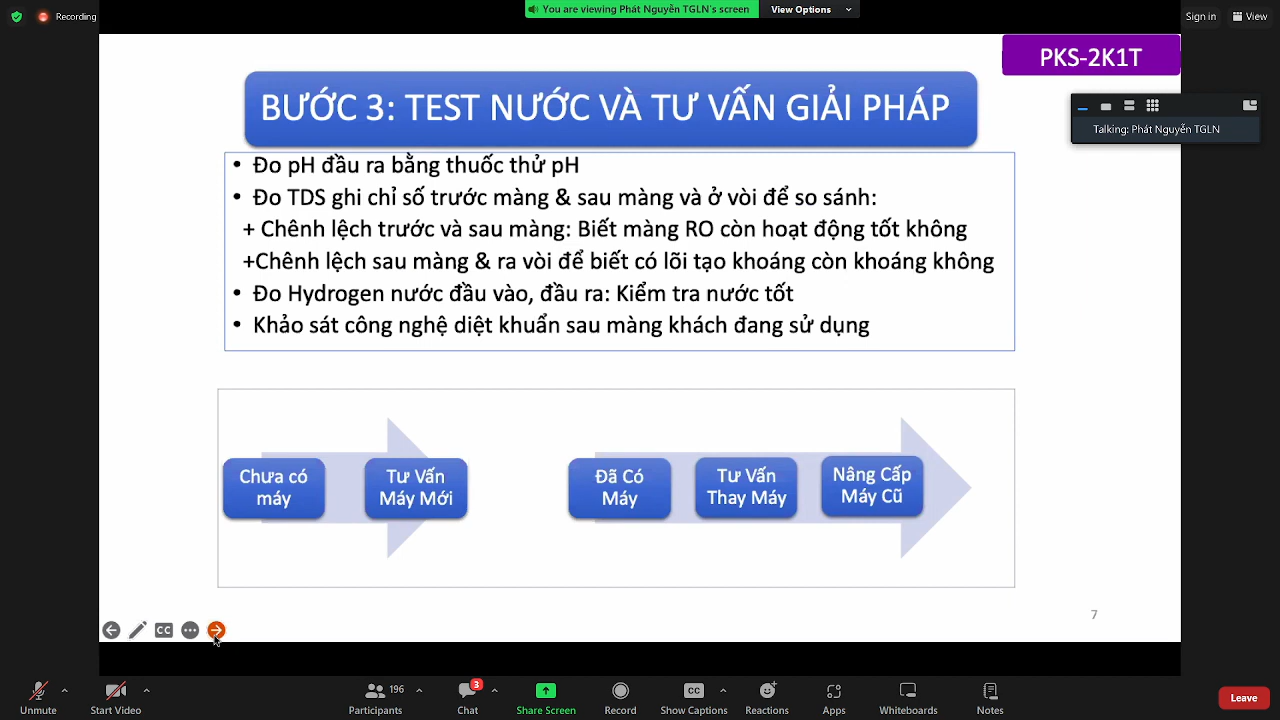 You are viewing Phát Nguyễn TGLN's screen
View Options
Recording
Sign in
View
PKS-2K1T
BƯỚC 3: TEST NƯỚC VÀ TƯ VẤN GIẢI PHÁP
Talking: Phát Nguyễn TGLN
• Đo pH đầu ra bằng thuốc thử pH
• Đo TDS ghi chỉ số trước màng & sau màng và ở vòi để so sánh:
+ Chênh lệch trước và sau màng: Biết màng RO còn hoạt động tốt không
+Chênh lệch sau màng & ra vòi để biết có lõi tạo khoáng còn khoáng không
• Đo Hydrogen nước đầu vào, đầu ra: Kiểm tra nước tốt
• Khảo sát công nghệ diệt khuẩn sau màng khách đang sử dụng
Chưa có
máy
Tư Vấn
Máy Mới
Đã Có
Máy
Tư Vấn
Thay Máy
Nâng Cấp
Máy Cũ
7
CC
Unmute
Start Video
196
Participants
3
Chat
Share Screen
Record
CC
Show Captions
Reactions
Apps
Whiteboards
Notes
Leave